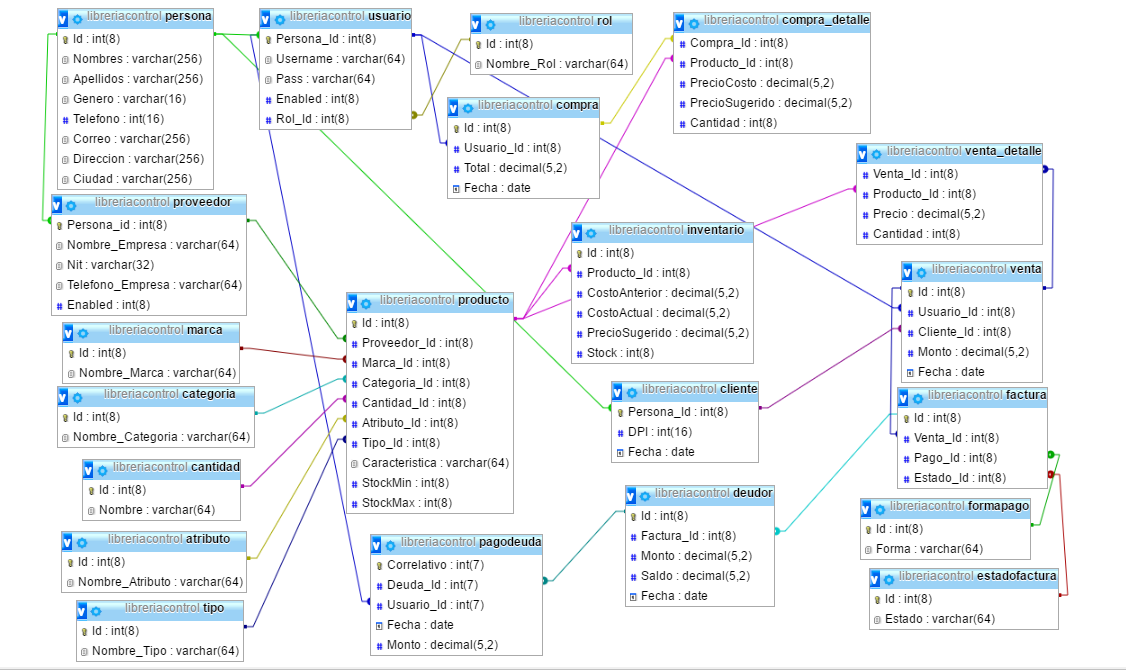 libreriacontrol persona
Id : int(8)
Nombres : varchar(256)
Apellidos : varchar(256)
Genero : varchar(16)
Telefono : int(16)
Correo : varchar(256)
Direccion : varchar(256)
Ciudad : varchar(256)
libreriacontrol usuario
Persona_Id : int(8)
Username : varchar(64)
Pass : varchar(64)
Enabled : int(8)
Rol_Id : int(8)
libreriacontrol rol
Id : int(8)
Nombre_Rol : varchar(64)
libreriacontrol compra_detalle
Compra_Id : int(8)
Producto_Id : int(8)
PrecioCosto : decimal(5,2)
PrecioSugerido : decimal(5,2)
Cantidad : int(8)
libreriacontrol compra
Id : int(8)
Usuario_Id : int(8)
Total : decimal(5,2)
Fecha : date
libreriacontrol venta_detalle
Venta_Id : int(8)
Producto_Id : int(8)
Precio : decimal(5,2)
Cantidad : int(8)
libreriacontrol proveedor
Persona_id : int(8)
Nombre_Empresa : varchar(64)
Nit : varchar(32)
Telefono_Empresa : varchar(64)
Enabled : int(8)
libreriacontrol inventario
Id : int(8)
Producto_Id : int(8)
CostoAnterior : decimal(5,2)
CostoActual : decimal(5,2)
PrecioSugerido : decimal(5,2)
Stock : int(8)
libreriacontrol venta
Id : int(8)
Usuario_Id : int(8)
Cliente_Id : int(8)
Monto : decimal(5,2)
Fecha : date
libreriacontrol producto
Id : int(8)
Proveedor_Id : int(8)
Marca_Id : int(8)
Categoria_Id : int(8)
Cantidad_Id : int(8)
Atributo_Id : int(8)
Tipo_Id : int(8)
Caracteristica : varchar(64)
StockMin : int(8)
StockMax : int(8)
libreriacontrol marca
Id : int(8)
Nombre_Marca : varchar(64)
libreriacontrol categoria
Id : int(8)
Nombre_Categoria : varchar(64)
libreriacontrol cliente
Persona_Id : int(8)
DPI : int(16)
Fecha : date
libreriacontrol factura
Id : int(8)
Venta_Id : int(8)
Pago_Id : int(8)
Estado_Id : int(8)
libreriacontrol cantidad
Id : int(8)
Nombre : varchar(64)
libreriacontrol deudor
Id : int(8)
Factura_Id : int(8)
Monto : decimal(5,2)
Saldo : decimal(5,2)
Fecha : date
libreriacontrol formapago
Id : int(8)
Forma : varchar(64)
libreriacontrol atributo
Id : int(8)
Nombre_Atributo : varchar(64)
libreriacontrol pagodeuda
Correlativo : int(7)
Deuda_Id : int(7)
Usuario_Id : int(7)
Fecha : date
Monto : decimal(5,2)
libreriacontrol estadofactura
Id : int(8)
Estado : varchar(64)
libreriacontrol tipo
Id : int(8)
Nombre_Tipo : varchar(64)